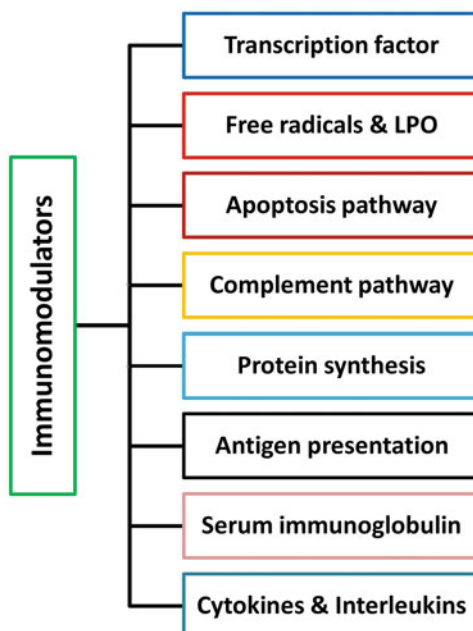 Immunomodulators
Transcription factor
Free radicals & LPO
Apoptosis pathway
Complement pathway
Protein synthesis
Antigen presentation
Serum immunoglobulin
Cytokines & Interleukins